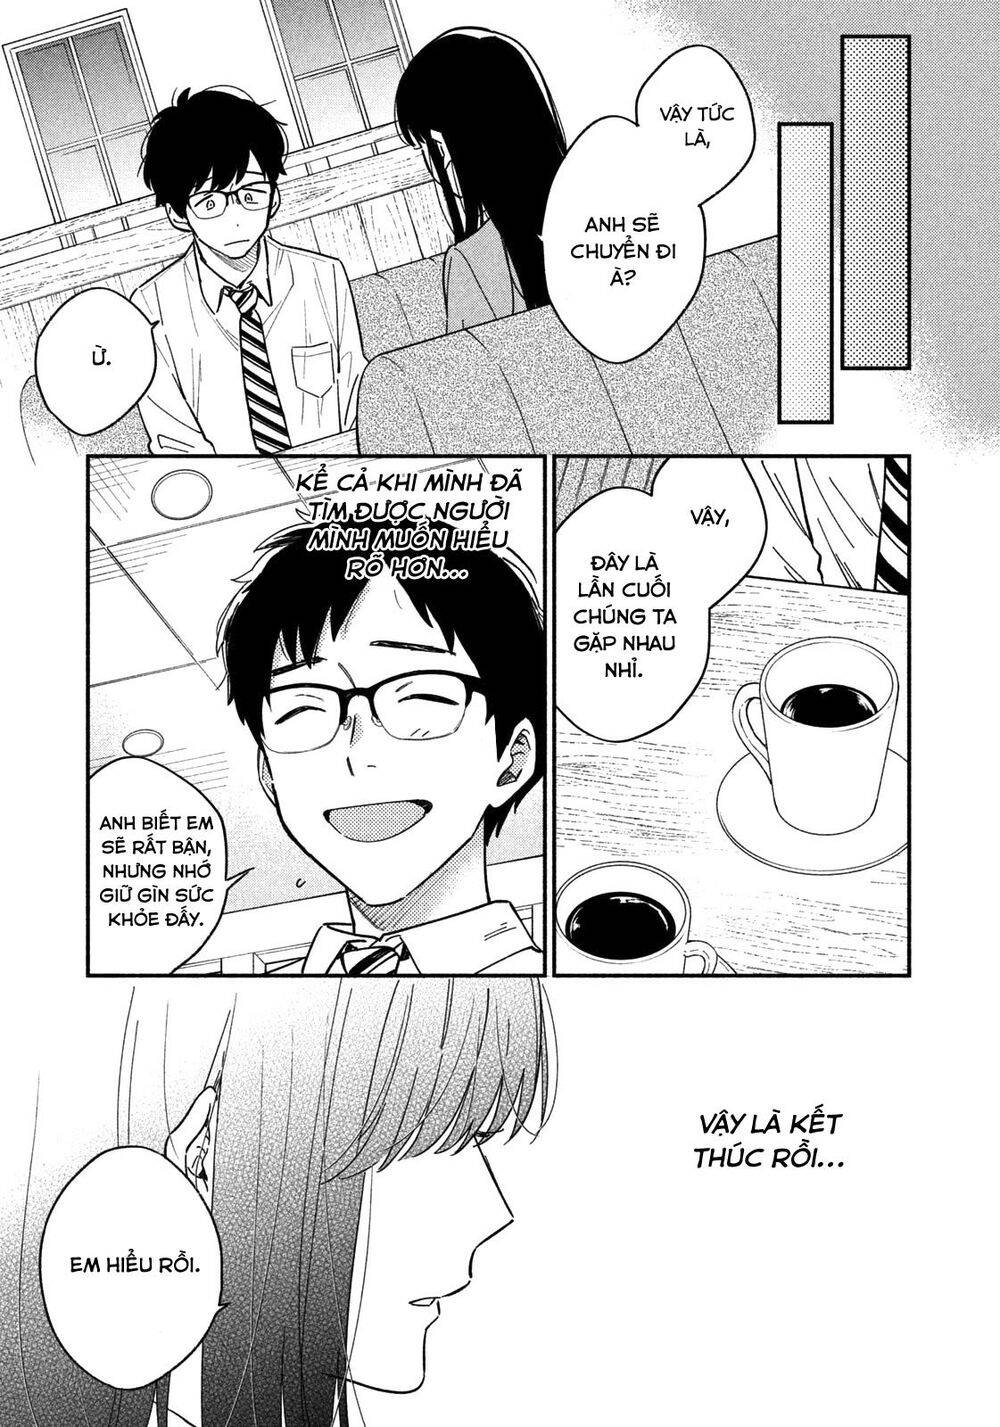 VẬY TỨC
LÀ,
ANH SẼ
CHUYỂN ĐI
À?
Ừ.
VẬY,
ĐÂY LÀ
LẦN CUỐI
CHÚNG TA
GẶP NHAU
NHỈ.
KỂ CẢ KHI MÌNH ĐÃ
TÌM ĐƯỢC NGƯỜI
MÌNH MUỐN HIỂU
RÕ HƠN...
ANH BIẾT EM
SẼ RẤT BẬN,
NHƯNG NHỚ
GIỮ GÌN SỨC
KHỎE ĐẤY.
VẬY LÀ KẾT
THÚC RỒI...
EM HIỂU RỒI.